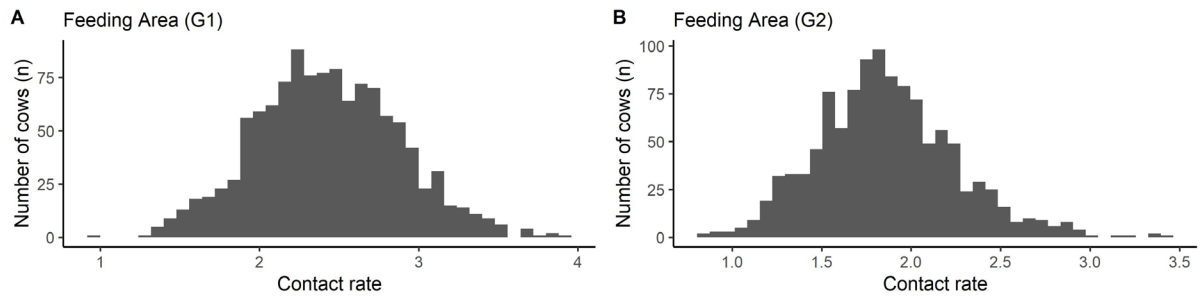 A
Feeding Area (G1)
Number of cows (n)
75
50
25
0
1
2
3
4
Contact rate
B
Feeding Area (G2)
Number of cows (n)
100
75
50
25
0
1.0
1.5
2.0
2.5
3.0
3.5
Contact rate